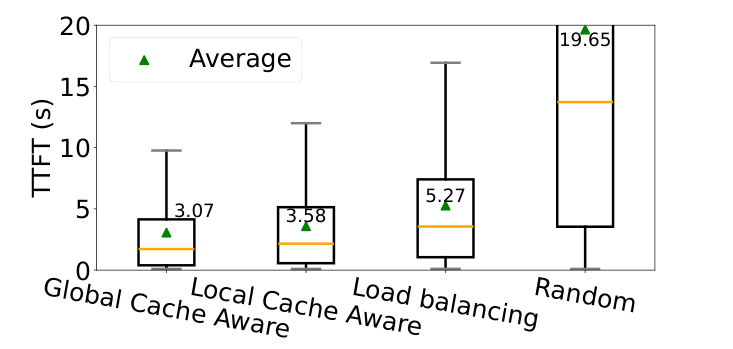 TTFT (s)
20
15
10
5
0
Average
3.07
3.58
5.27
19.65
Global Cache Aware
Local Cache Aware
Load balancing
Random